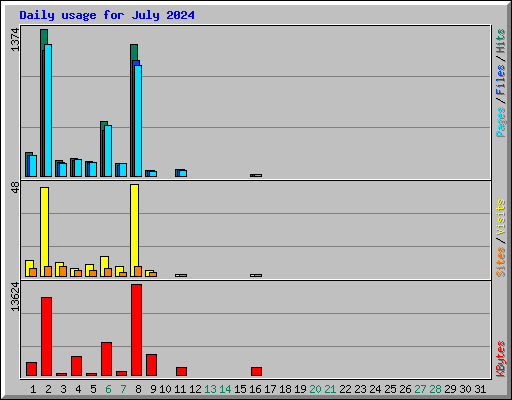 Daily usage for July 2024
1374
Pages / Files / Hits
48
Sites / Visits
13624
KBytes
1 2 3 4 5 6 7 8 9 10 11 12 13 14 15 16 17 18 19 20 21 22 23 24 25 26 27 28 29 30 31